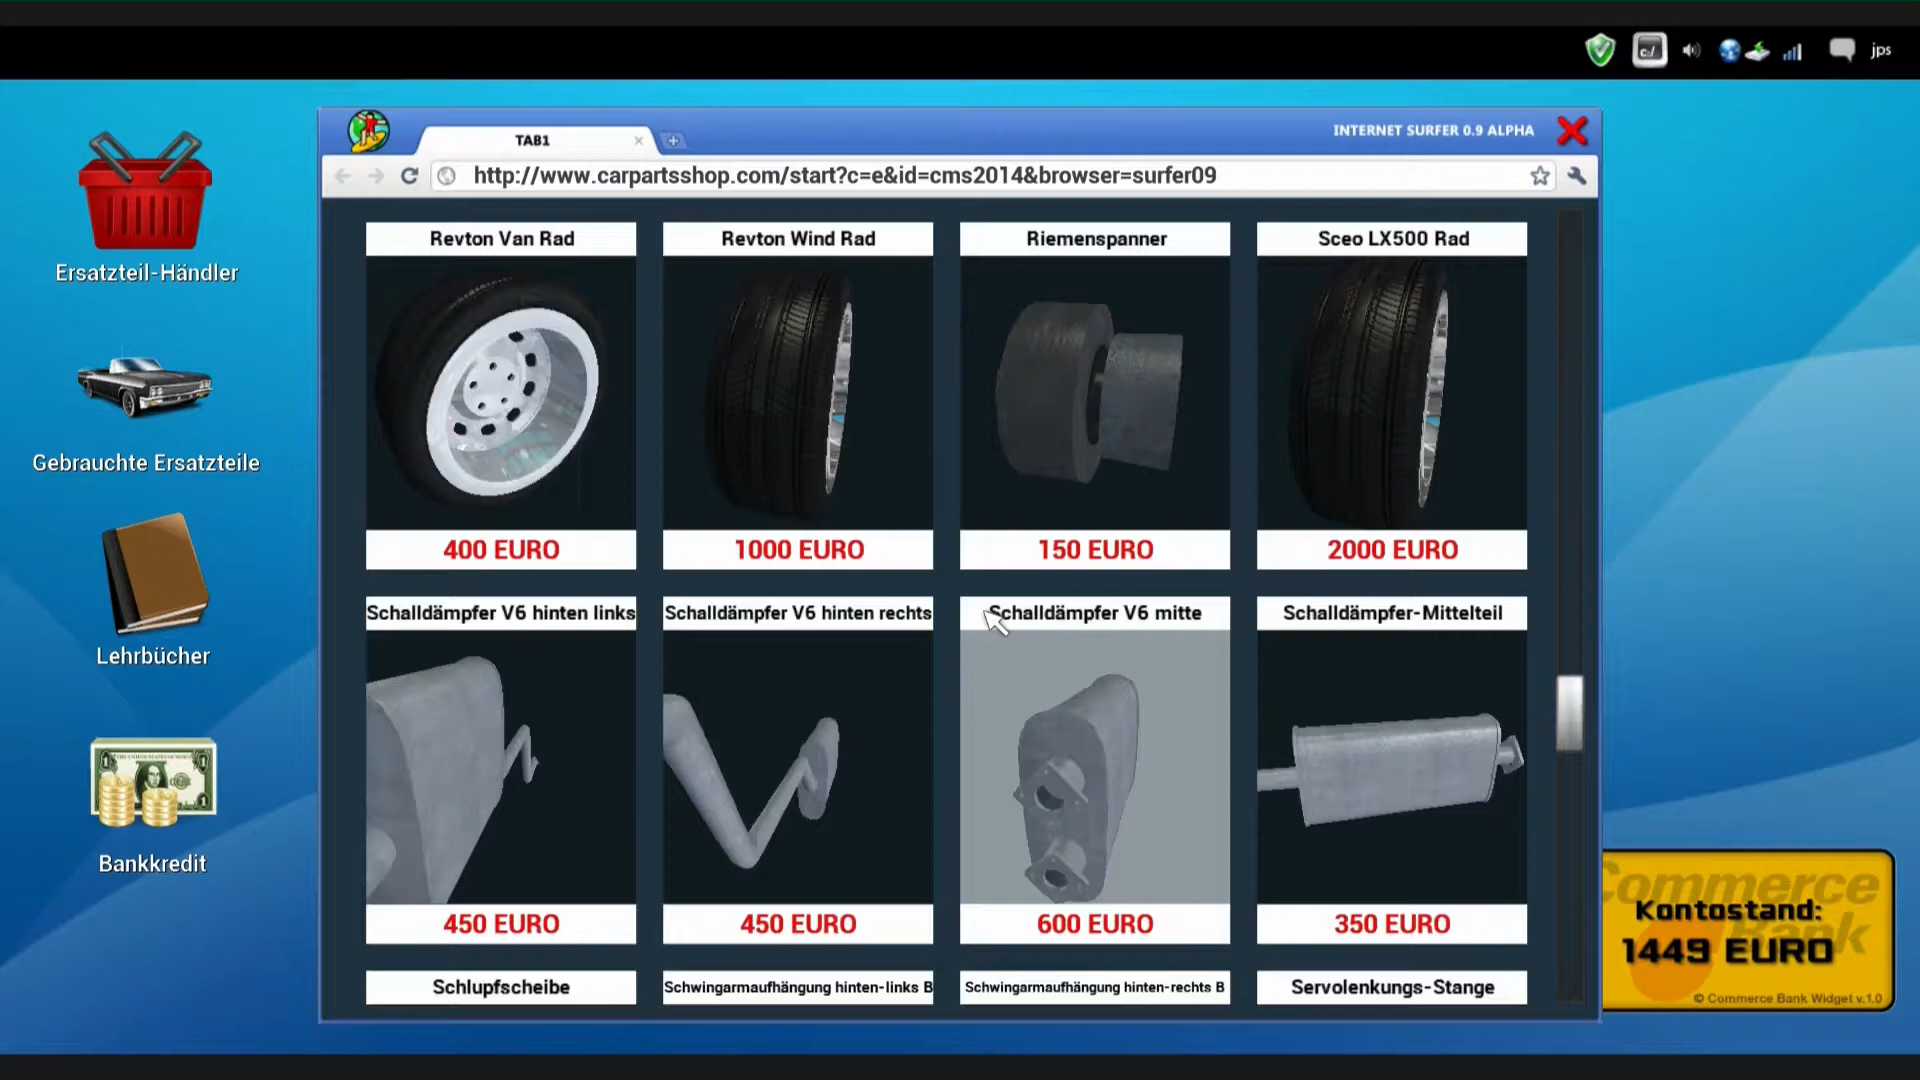 jps
TAB1
INTERNET SURFER 0.9 ALPHA
http://www.carpartsshop.com/start?c=e&id=cms2014&browser=surfer09
Ersatzteil-Händler
Gebrauchte Ersatzteile
Lehrbücher
Bankkredit
Revton Van Rad
Revton Wind Rad
Riemenspanner
Sceo LX500 Rad
400 EURO
1000 EURO
150 EURO
2000 EURO
Schalldämpfer V6 hinten links
Schalldämpfer V6 hinten rechts
Schalldämpfer V6 mitte
Schalldämpfer-Mittelteil
450 EURO
450 EURO
600 EURO
350 EURO
Schlupfscheibe
Schwingarmaufhängung hinten-links B
Schwingarmaufhängung hinten-rechts B
Servolenkungs-Stange
Commerce
Bank
Kontostand:
1449 EURO
© Commerce Bank Widget v.1.0